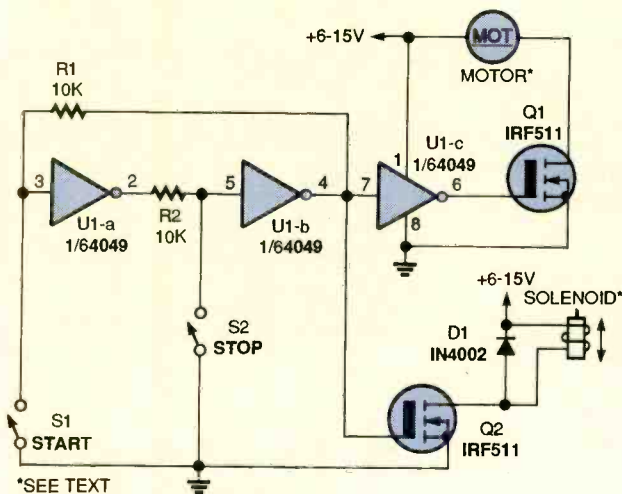 +6-15V
MOT
MOTOR*
R1
10K
Q1
IRF511
U1-c
1/64049
3
2
5
4
7
1
6
8
R2
10K
U1-a
1/64049
U1-b
1/64049
+6-15V
SOLENOID*
D1
IN4002
S2
STOP
S1
START
Q2
IRF511
*SEE TEXT